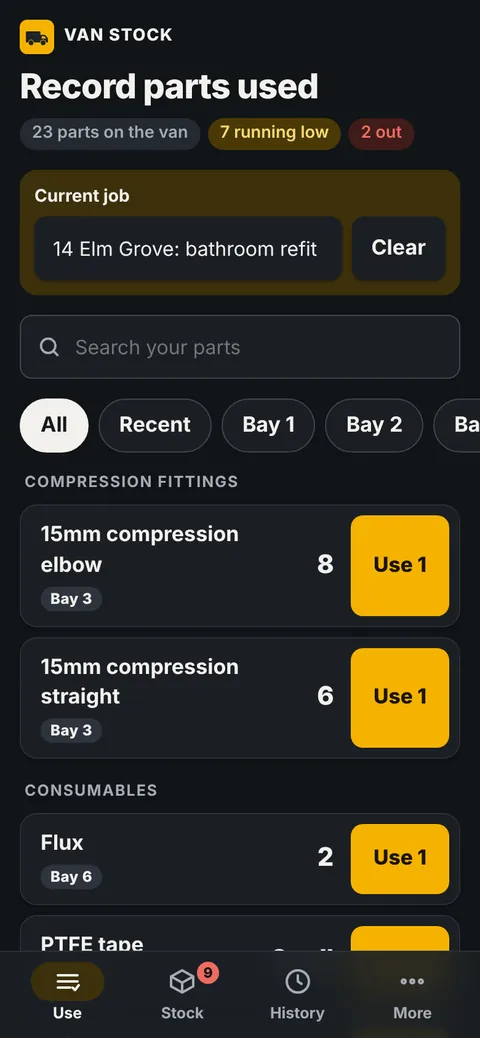 VAN STOCK
Record parts used
23 parts on the van
7 running low
2 out
Current job
14 Elm Grove: bathroom refit
Clear
Search your parts
All
Recent
Bay 1
Bay 2
Ba
COMPRESSION FITTINGS
15mm compression
elbow
Bay 3
8
Use 1
15mm compression
straight
Bay 3
6
Use 1
CONSUMABLES
Flux
Bay 6
2
Use 1
PTFE tape
Use
Stock
9
History
More